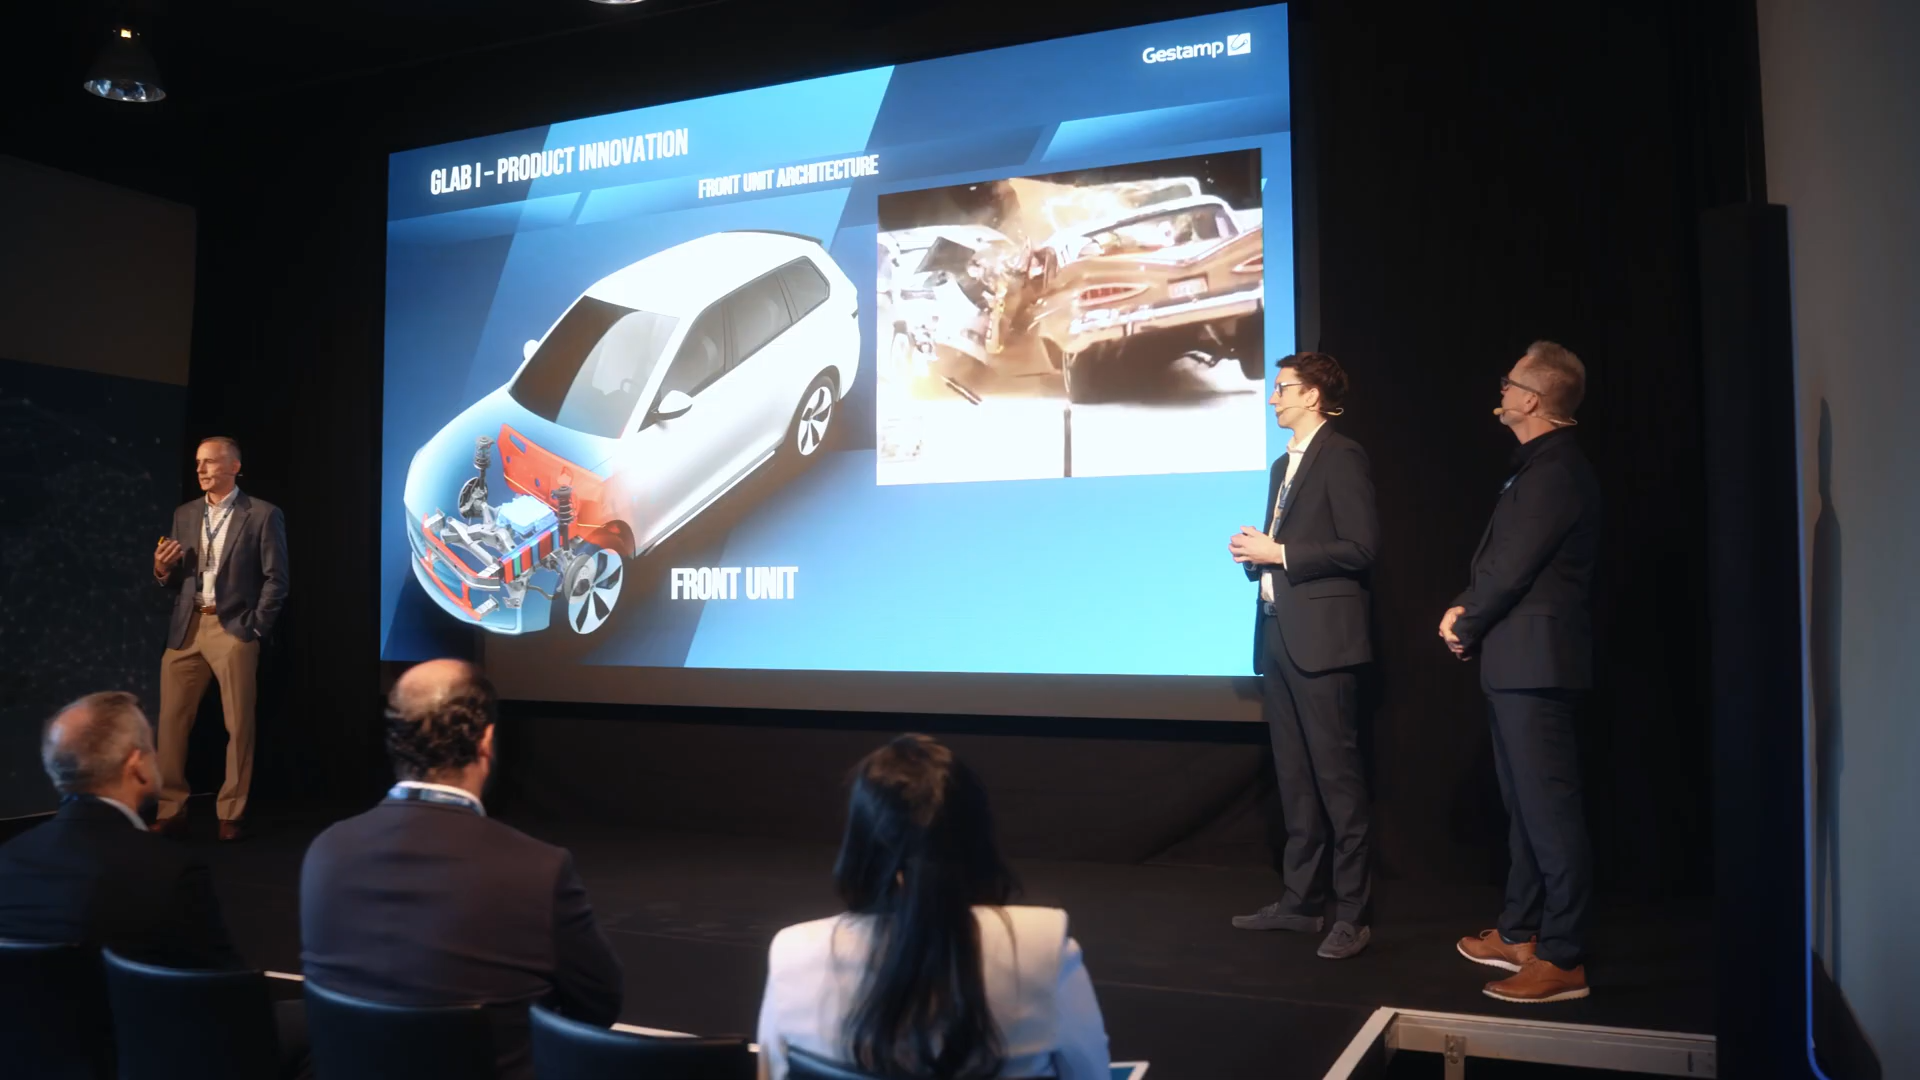 Gestamp
GLAB I - PRODUCT INNOVATION
FRONT UNIT ARCHITECTURE
FRONT UNIT